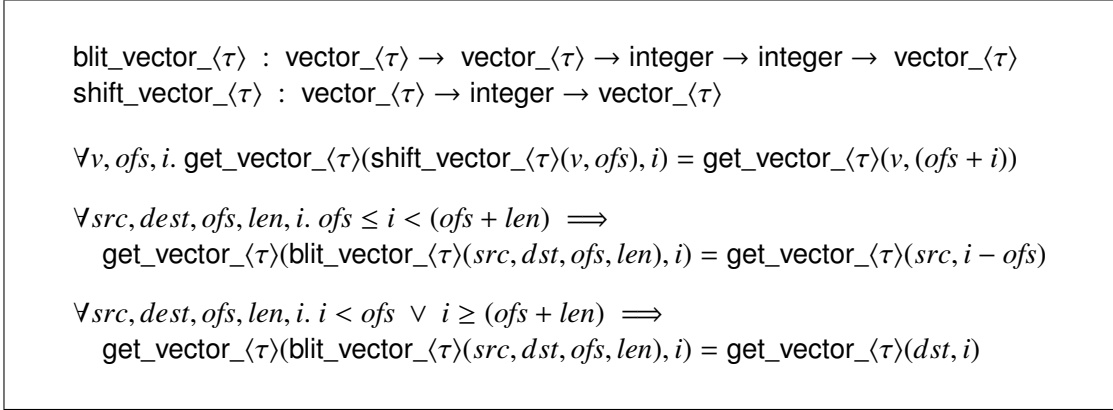 blit_vector_⟨τ⟩ : vector_⟨τ⟩ → vector_⟨τ⟩ → integer → integer → vector_⟨τ⟩
shift_vector_⟨τ⟩ : vector_⟨τ⟩ → integer → vector_⟨τ⟩
∀v, ofs, i. get_vector_⟨τ⟩(shift_vector_⟨τ⟩(v, ofs), i) = get_vector_⟨τ⟩(v, (ofs + i))
∀src, dest, ofs, len, i. ofs ≤ i < (ofs + len) ⟹
get_vector_⟨τ⟩(blit_vector_⟨τ⟩(src, dst, ofs, len), i) = get_vector_⟨τ⟩(src, i − ofs)
∀src, dest, ofs, len, i. i < ofs ∨ i ≥ (ofs + len) ⟹
get_vector_⟨τ⟩(blit_vector_⟨τ⟩(src, dst, ofs, len), i) = get_vector_⟨τ⟩(dst, i)